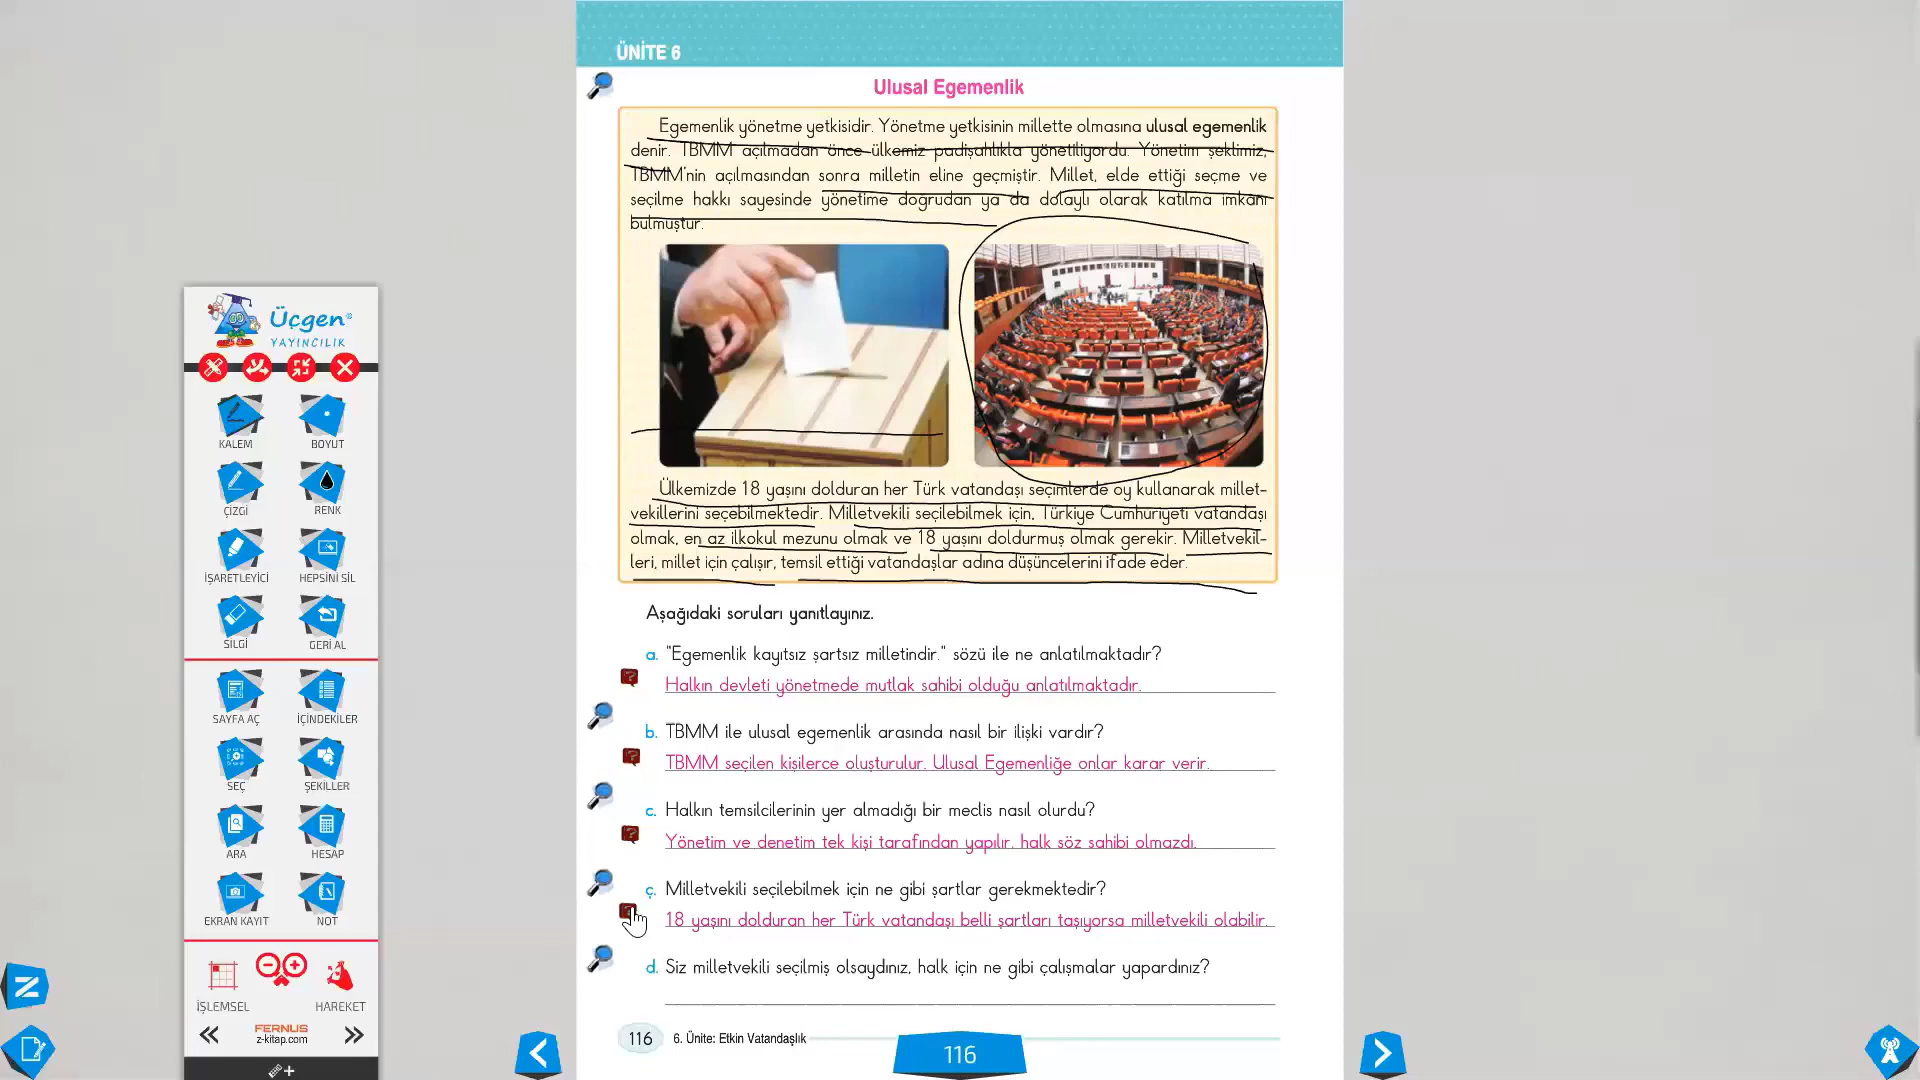 ÜNİTE 6
Ulusal Egemenlik
Egemenlik yönetme yetkisidir. Yönetme yetkisinin millette olmasına ulusal egemenlik
denir. TBMM açılmadan önce ülkemiz padişahlıkla yönetiliyordu. Yönetim şeklimiz,
TBMM'nin açılmasından sonra milletin eline geçmiştir. Millet, elde ettiği seçme ve
seçilme hakkı sayesinde yönetime doğrudan ya da dolaylı olarak katılma imkânı
bulmuştur.
Ülkemizde 18 yaşını dolduran her Türk vatandaşı seçimlerde oy kullanarak millet-
vekillerini seçebilmektedir. Milletvekili seçilebilmek için, Türkiye Cumhuriyeti vatandaşı
olmak, en az ilkokul mezunu olmak ve 18 yaşını doldurmuş olmak gerekir. Milletvekil-
leri, millet için çalışır, temsil ettiği vatandaşlar adına düşüncelerini ifade eder.
Aşağıdaki soruları yanıtlayınız.
a. "Egemenlik kayıtsız şartsız milletindir." sözü ile ne anlatılmaktadır?
Halkın devleti yönetmede mutlak sahibi olduğu anlatılmaktadır.
b. TBMM ile ulusal egemenlik arasında nasıl bir ilişki vardır?
TBMM seçilen kişilerce oluşturulur. Ulusal Egemenliğe onlar karar verir.
c. Halkın temsilcilerinin yer almadığı bir meclis nasıl olurdu?
Yönetim ve denetim tek kişi tarafından yapılır, halk söz sahibi olmazdı.
ç. Milletvekili seçilebilmek için ne gibi şartlar gerekmektedir?
18 yaşını dolduran her Türk vatandaşı belli şartları taşıyorsa milletvekili olabilir.
d. Siz milletvekili seçilmiş olsaydınız, halk için ne gibi çalışmalar yapardınız?
116 6. Ünite: Etkin Vatandaşlık
116
Üçgen
YAYINCILIK
KALEM BOYUT
ÇİZGİ RENK
İŞARETLEYİCİ HEPSİNİ SİL
SİLGİ GERİ AL
SAYFA AÇ İÇİNDEKİLER
SEÇ ŞEKİLLER
ARA HESAP
EKRAN KAYIT NOT
İŞLEMSEL HAREKET
FERNUS
z-kitap.com